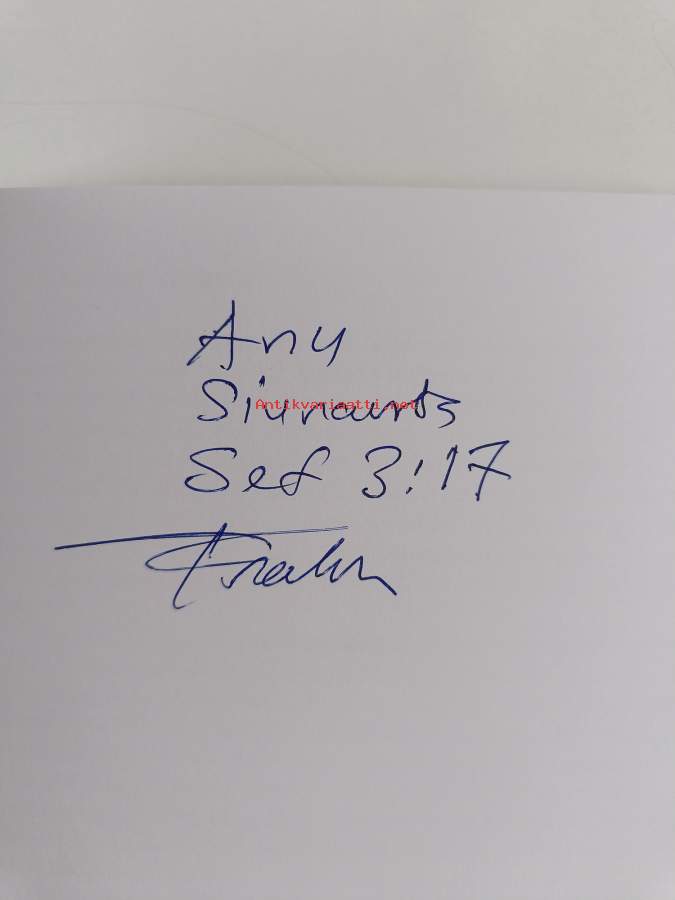 Anu
Siunausta
Antikvariaatti.net
Sef 3:17